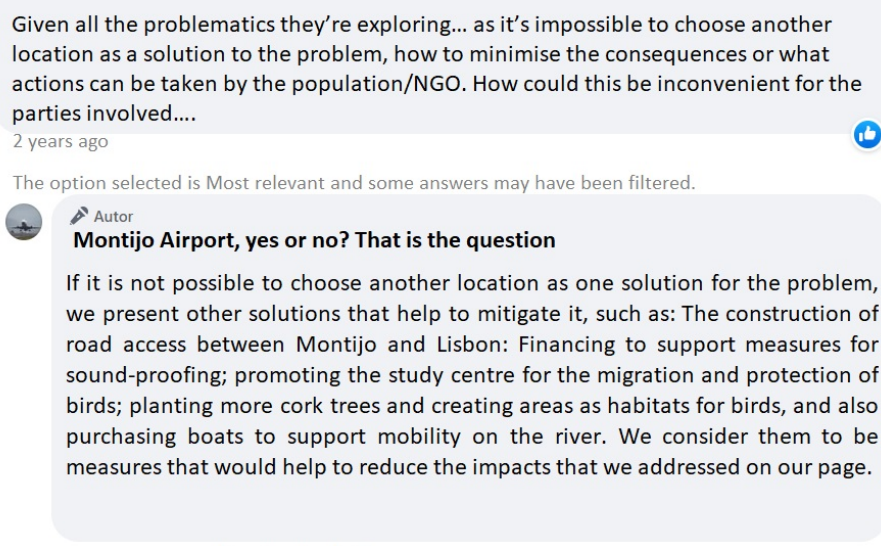 Given all the problematics they’re exploring... as it’s impossible to choose another
location as a solution to the problem, how to minimise the consequences or what
actions can be taken by the population/NGO. How could this be inconvenient for the
parties involved....
2 years ago
The option selected is Most relevant and some answers may have been filtered.
Autor
Montijo Airport, yes or no? That is the question
If it is not possible to choose another location as one solution for the problem,
we present other solutions that help to mitigate it, such as: The construction of
road access between Montijo and Lisbon: Financing to support measures for
sound-proofing; promoting the study centre for the migration and protection of
birds; planting more cork trees and creating areas as habitats for birds, and also
purchasing boats to support mobility on the river. We consider them to be
measures that would help to reduce the impacts that we addressed on our page.